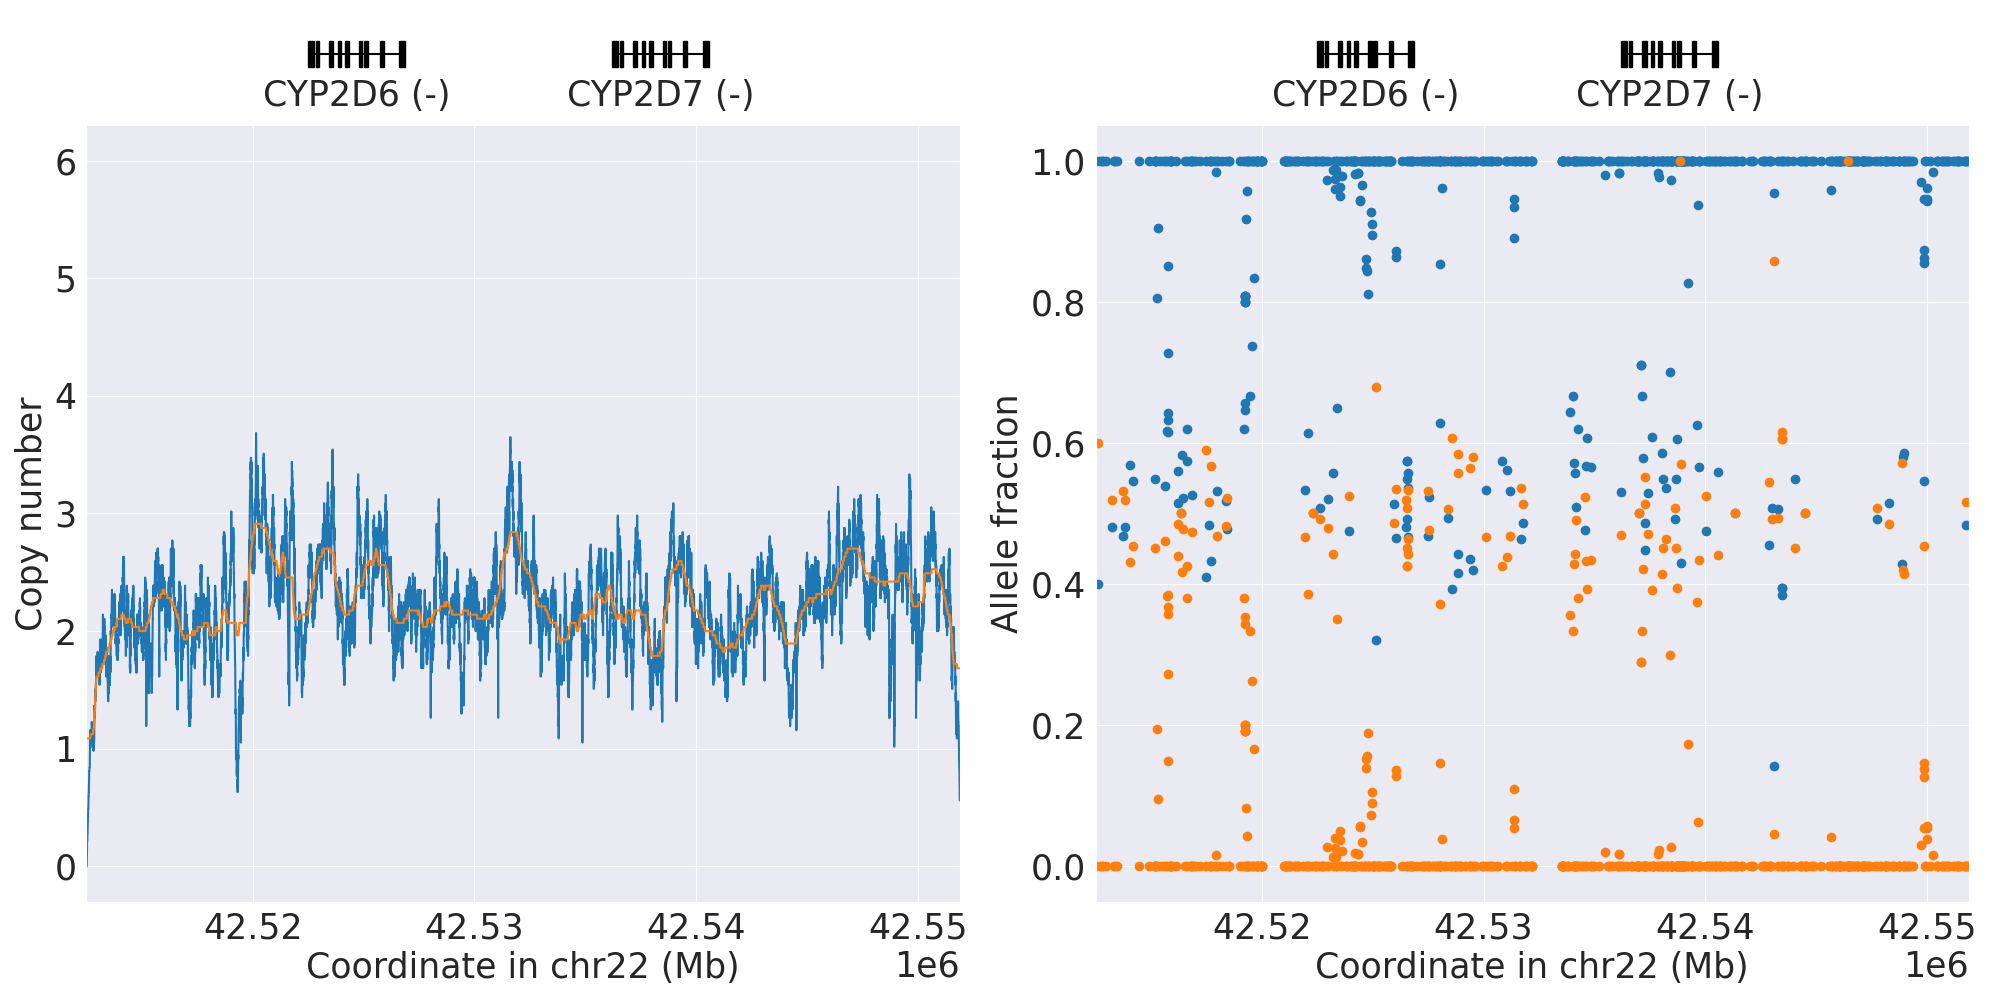 CYP2D6 (-) CYP2D7 (-)
6
5
4
3
2
1
0
Copy number
42.52 42.53 42.54 42.55
Coordinate in chr22 (Mb) 1e6
CYP2D6 (-) CYP2D7 (-)
1.0
0.8
0.6
0.4
0.2
0.0
Allele fraction
42.52 42.53 42.54 42.55
Coordinate in chr22 (Mb) 1e6